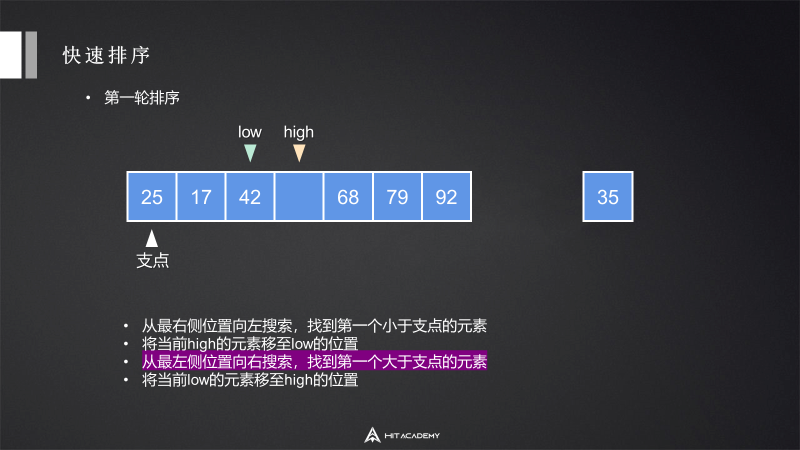 快速排序
• 第一轮排序
low high
25 17 42 68 79 92 35
支点
• 从最右侧位置向左搜索，找到第一个小于支点的元素
• 将当前high的元素移至low的位置
• 从最左侧位置向右搜索，找到第一个大于支点的元素
• 将当前low的元素移至high的位置
HIT ACADEMY